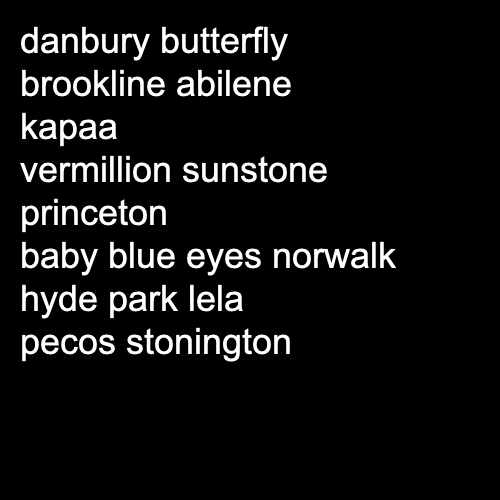 danbury butterfly
brookline abilene
kapaa
vermillion sunstone
princeton
baby blue eyes norwalk
hyde park lela
pecos stonington